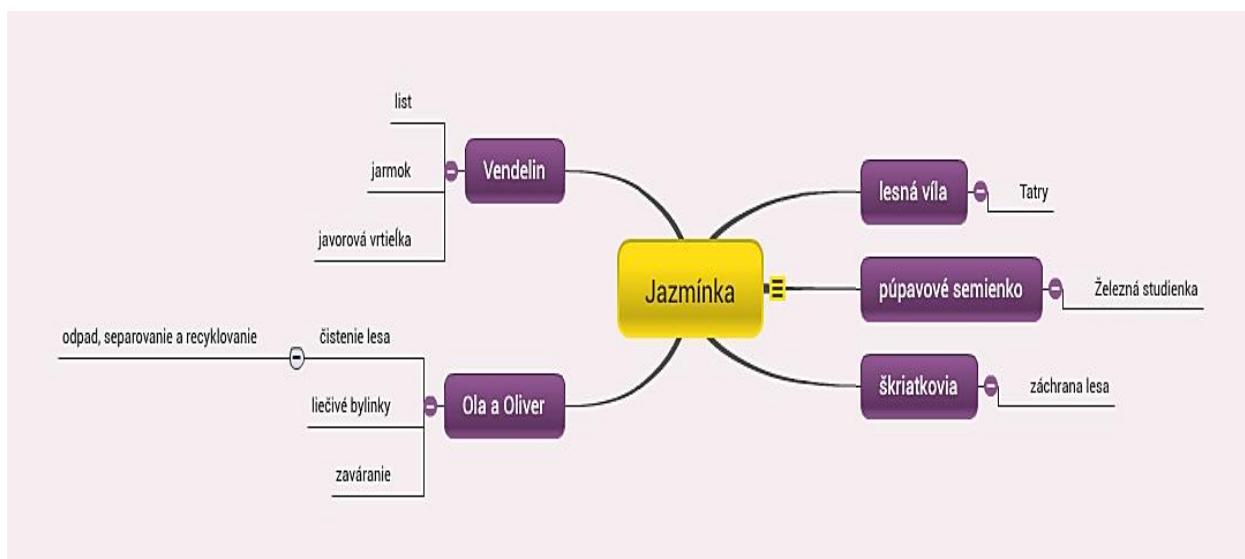 list
Vendelin
jarmok
javorová vrtieľka
odpad, separovanie a recyklovanie
čistenie lesa
liečivé bylinky
Ola a Oliver
zaváranie
Jazmínka
lesná víla
Tatry
púpavové semienko
Železná studienka
škriatkovia
záchrana lesa